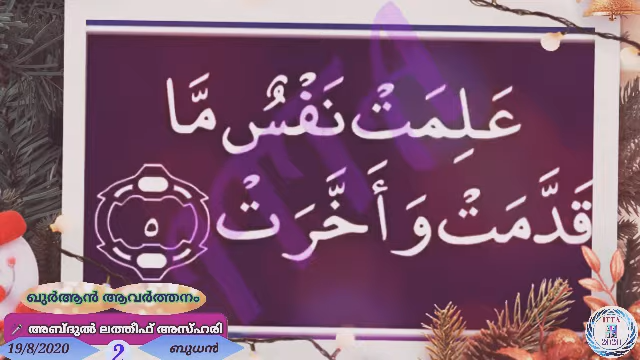 عَلِمَتْ نَفْسٌ مَّا
قَدَّمَتْ وَأَخَّرَتْ ٥
ഖുർആൻ ആവർത്തനം
അബ്ദുൽ ലത്തീഫ് അസ്ഹരി
19/8/2020 2 ബുധൻ
2020